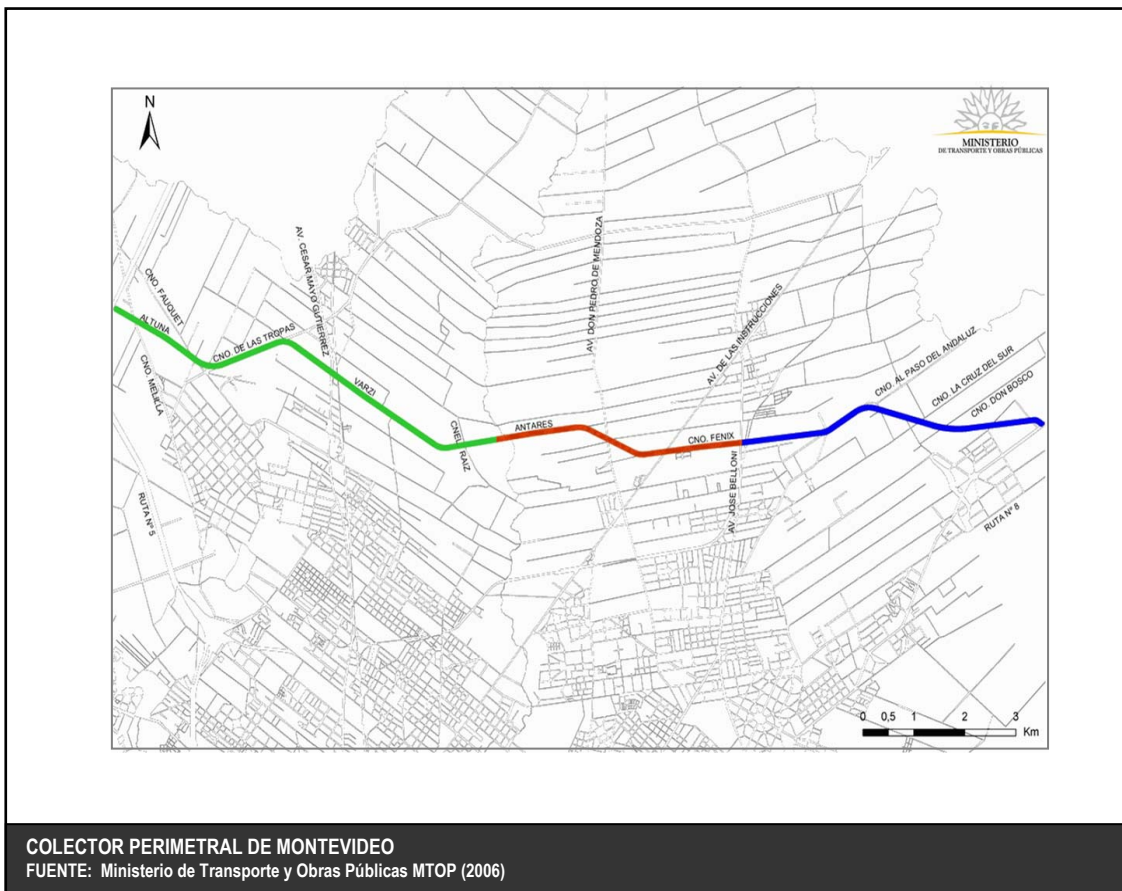 N
MINISTERIO
DE TRANSPORTE Y OBRAS PÚBLICAS
AV. CESAR MAYO GUTIERREZ
AV. DON PEDRO DE MENDOZA
CNO. FAUQUET
ALTUNA
CNO. DE LAS TROPAS
CNO. MELILLA
VARZI
AV. DE LAS INSTRUCCIONES
CNO. AL PASO DEL ANDALUZ
CNO. LA CRUZ DEL SUR
CNO. DON BOSCO
CNEL. RAIZ
ANTARES
CNO. FENIX
AV. JOSE BELLONI
RUTA Nº 5
RUTA Nº 8
0 0,5 1 2 3
Km
COLECTOR PERIMETRAL DE MONTEVIDEO
FUENTE: Ministerio de Transporte y Obras Públicas MTOP (2006)